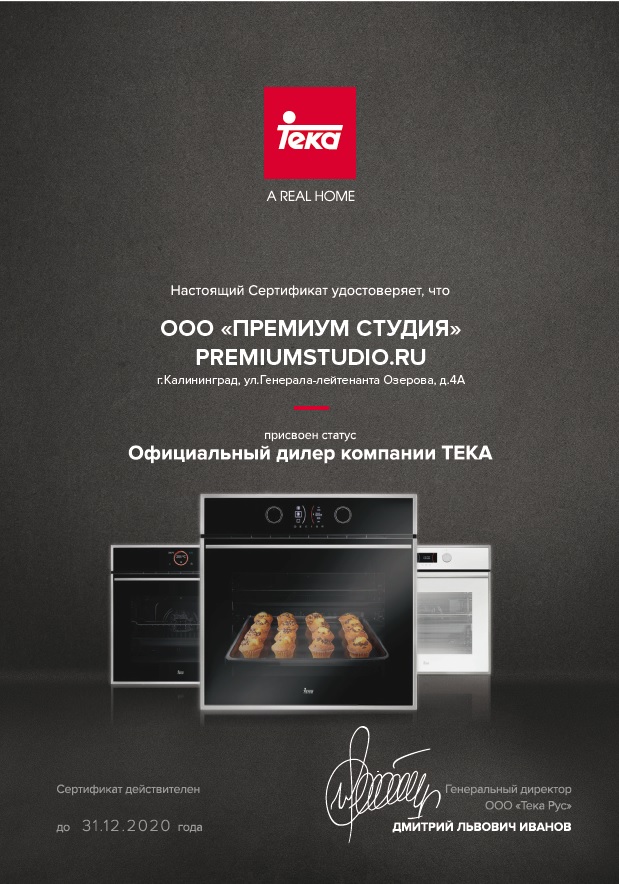 Teka
A REAL HOME
Настоящий Сертификат удостоверяет, что
ООО «ПРЕМИУМ СТУДИЯ»
PREMIUMSTUDIO.RU
г.Калининград, ул.Генерала-лейтенанта Озерова, д.4А
присвоен статус
Официальный дилер компании ТЕКА
Teka
Сертификат действителен
до 31.12.2020 года
Генеральный директор
ООО «Тека Рус»
ДМИТРИЙ ЛЬВОВИЧ ИВАНОВ